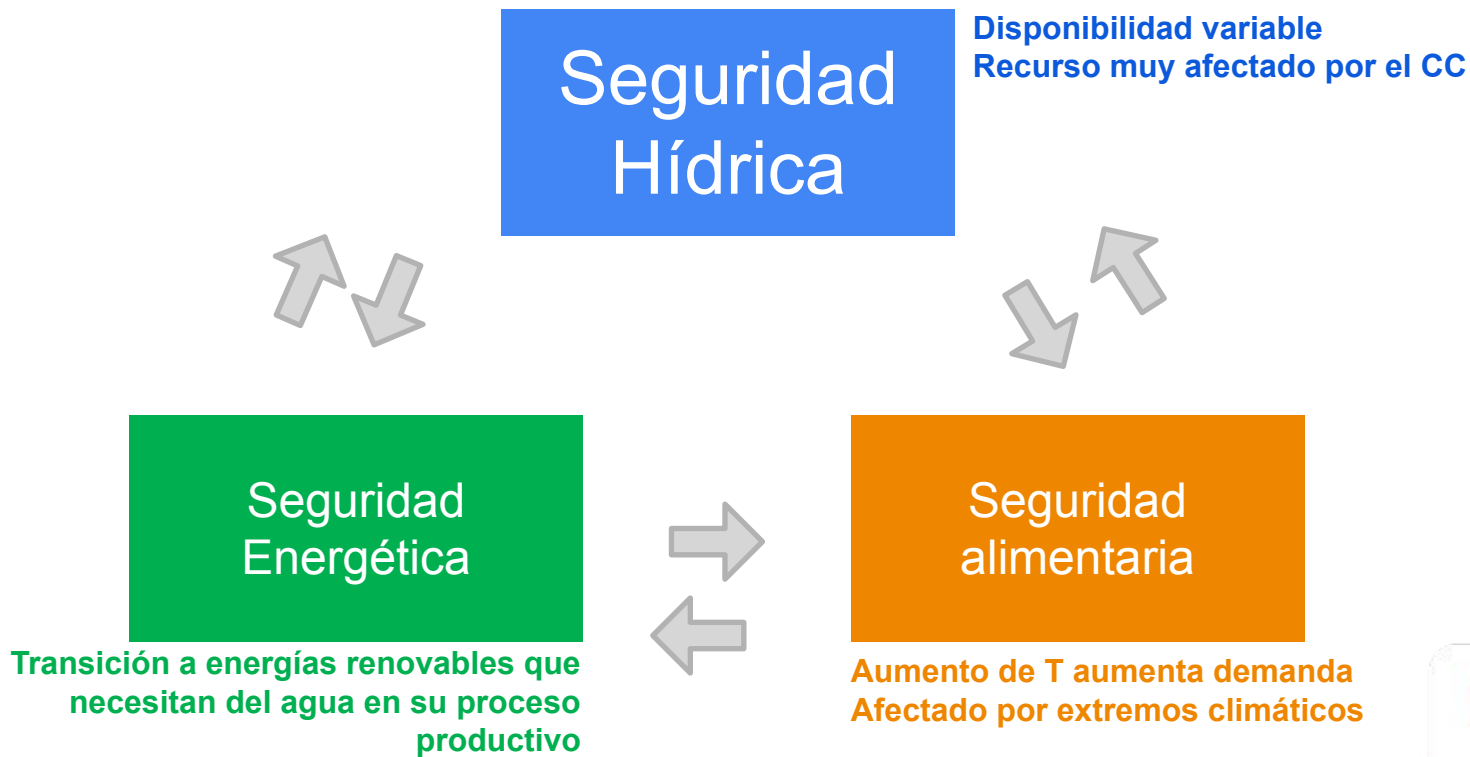 Seguridad
Hídrica
Disponibilidad variable
Recurso muy afectado por el CC
Seguridad
Energética
Transición a energías renovables que
necesitan del agua en su proceso
productivo
Seguridad
alimentaria
Aumento de T aumenta demanda
Afectado por extremos climáticos